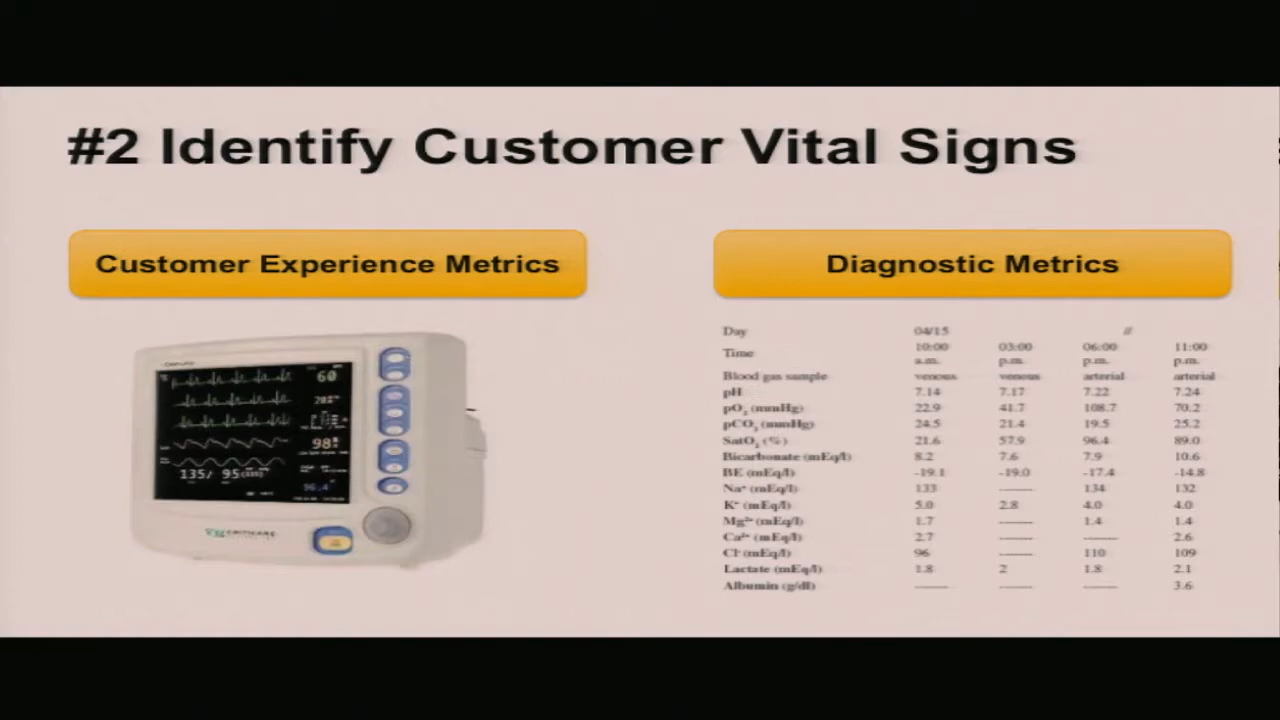 #2 Identify Customer Vital Signs
Customer Experience Metrics
Diagnostic Metrics
60
98
135/ 95
96.4
CRITICARE
Day 04/15 //
Time 10:00 a.m. 03:00 p.m. 06:00 p.m. 11:00 p.m.
Blood gas sample venous venous arterial arterial
pH 7.14 7.17 7.22 7.24
pO₂ (mmHg) 22.9 41.7 108.7 70.2
pCO₂ (mmHg) 24.5 21.4 19.5 25.2
SatO₂ (%) 21.6 57.9 96.4 89.0
Bicarbonate (mEq/l) 8.2 7.6 7.9 10.6
BE (mEq/l) -19.1 -19.0 -17.4 -14.8
Na⁺ (mEq/l) 133 ------- 134 132
K⁺ (mEq/l) 5.0 2.8 4.0 4.0
Mg²⁺ (mEq/l) 1.7 ------- 1.4 1.4
Ca²⁺ (mEq/l) 2.7 ------- ------- 2.6
Cl⁻ (mEq/l) 96 ------- 110 109
Lactate (mEq/l) 1.8 2 1.8 2.1
Albumin (g/dl) ------- ------- ------- 3.6